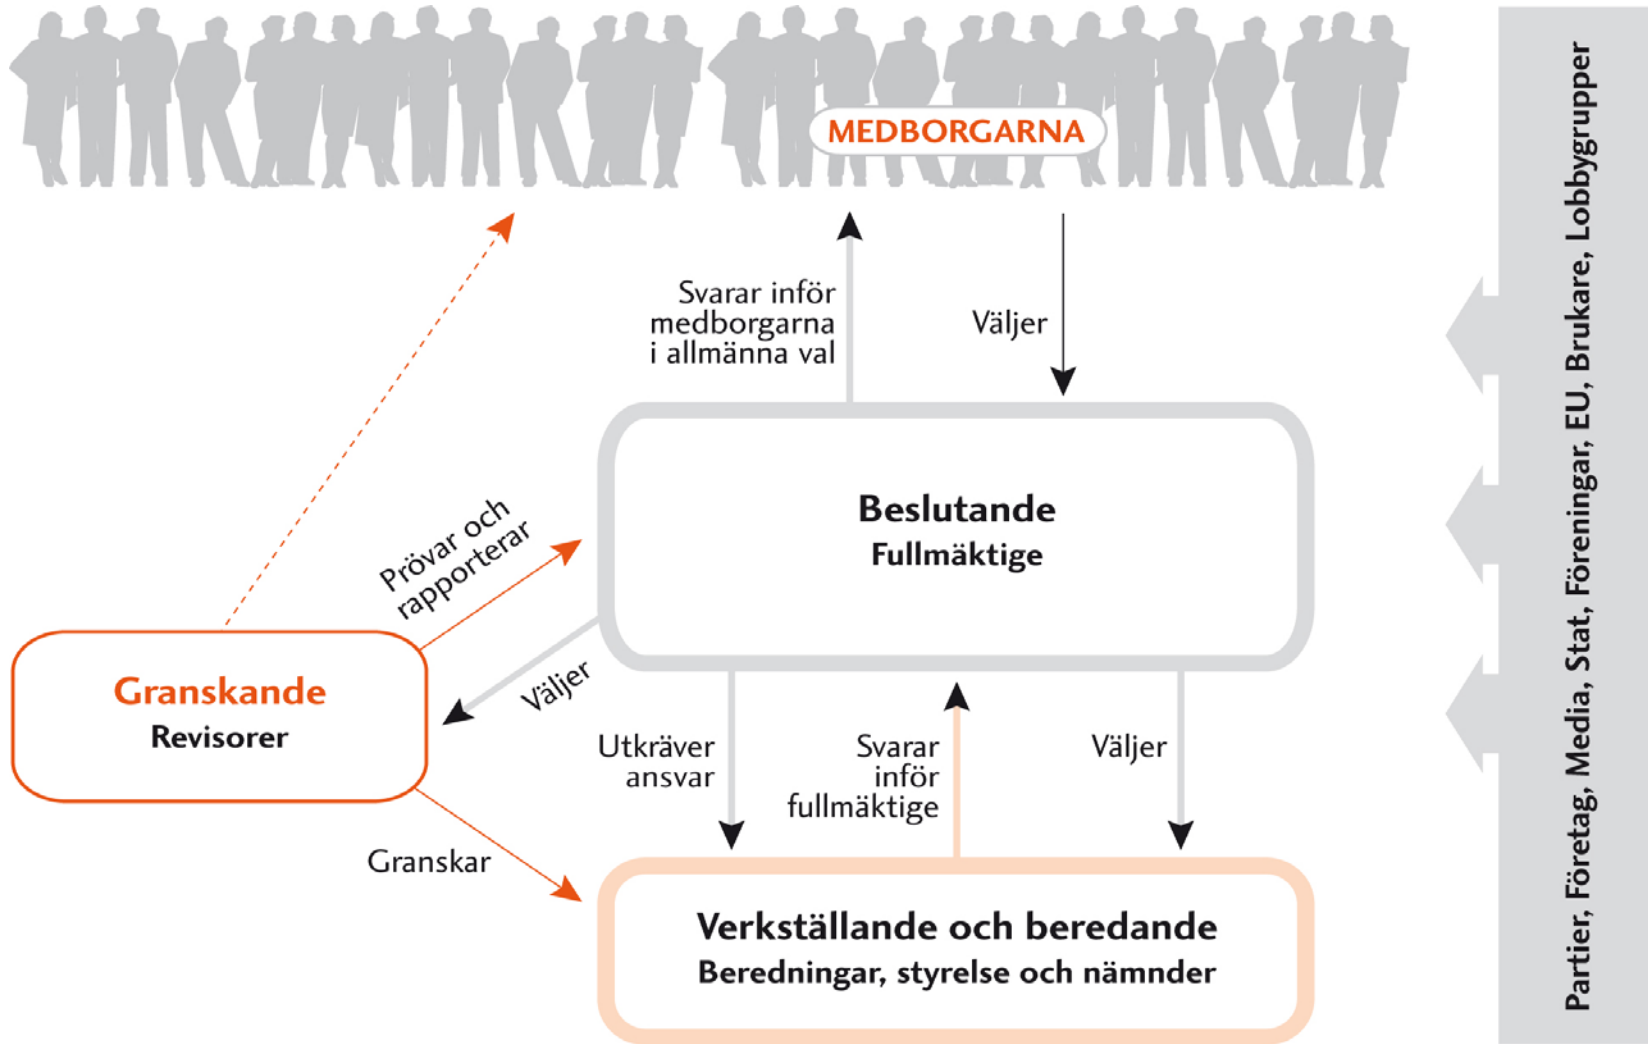 MEDBORGARNA
Svarar inför
medborgarna
i allmänna val
Väljer
Beslutande
Fullmäktige
Prövar och
rapporterar
Väljer
Granskande
Revisorer
Utkräver
ansvar
Svarar
inför
fullmäktige
Väljer
Granskar
Verkställande och beredande
Beredningar, styrelse och nämnder
Partier, Företag, Media, Stat, Föreningar, EU, Brukare, Lobbygrupper